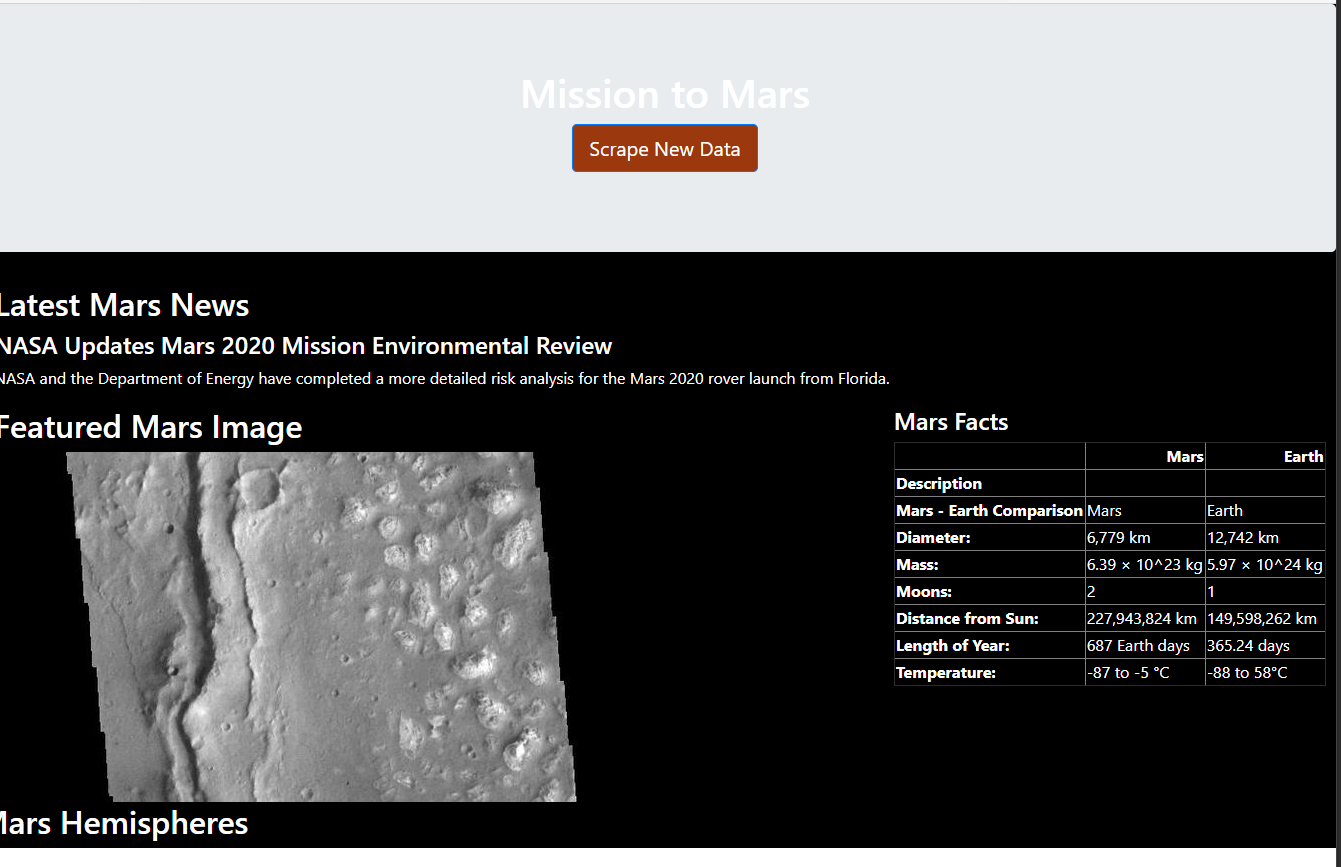 Mission to Mars
Scrape New Data
Latest Mars News
NASA Updates Mars 2020 Mission Environmental Review
NASA and the Department of Energy have completed a more detailed risk analysis for the Mars 2020 rover launch from Florida.
Featured Mars Image
Mars Facts
Mars Earth
Description
Mars - Earth Comparison Mars Earth
Diameter: 6,779 km 12,742 km
Mass: 6.39 × 10^23 kg 5.97 × 10^24 kg
Moons: 2 1
Distance from Sun: 227,943,824 km 149,598,262 km
Length of Year: 687 Earth days 365.24 days
Temperature: -87 to -5 °C -88 to 58°C
Mars Hemispheres